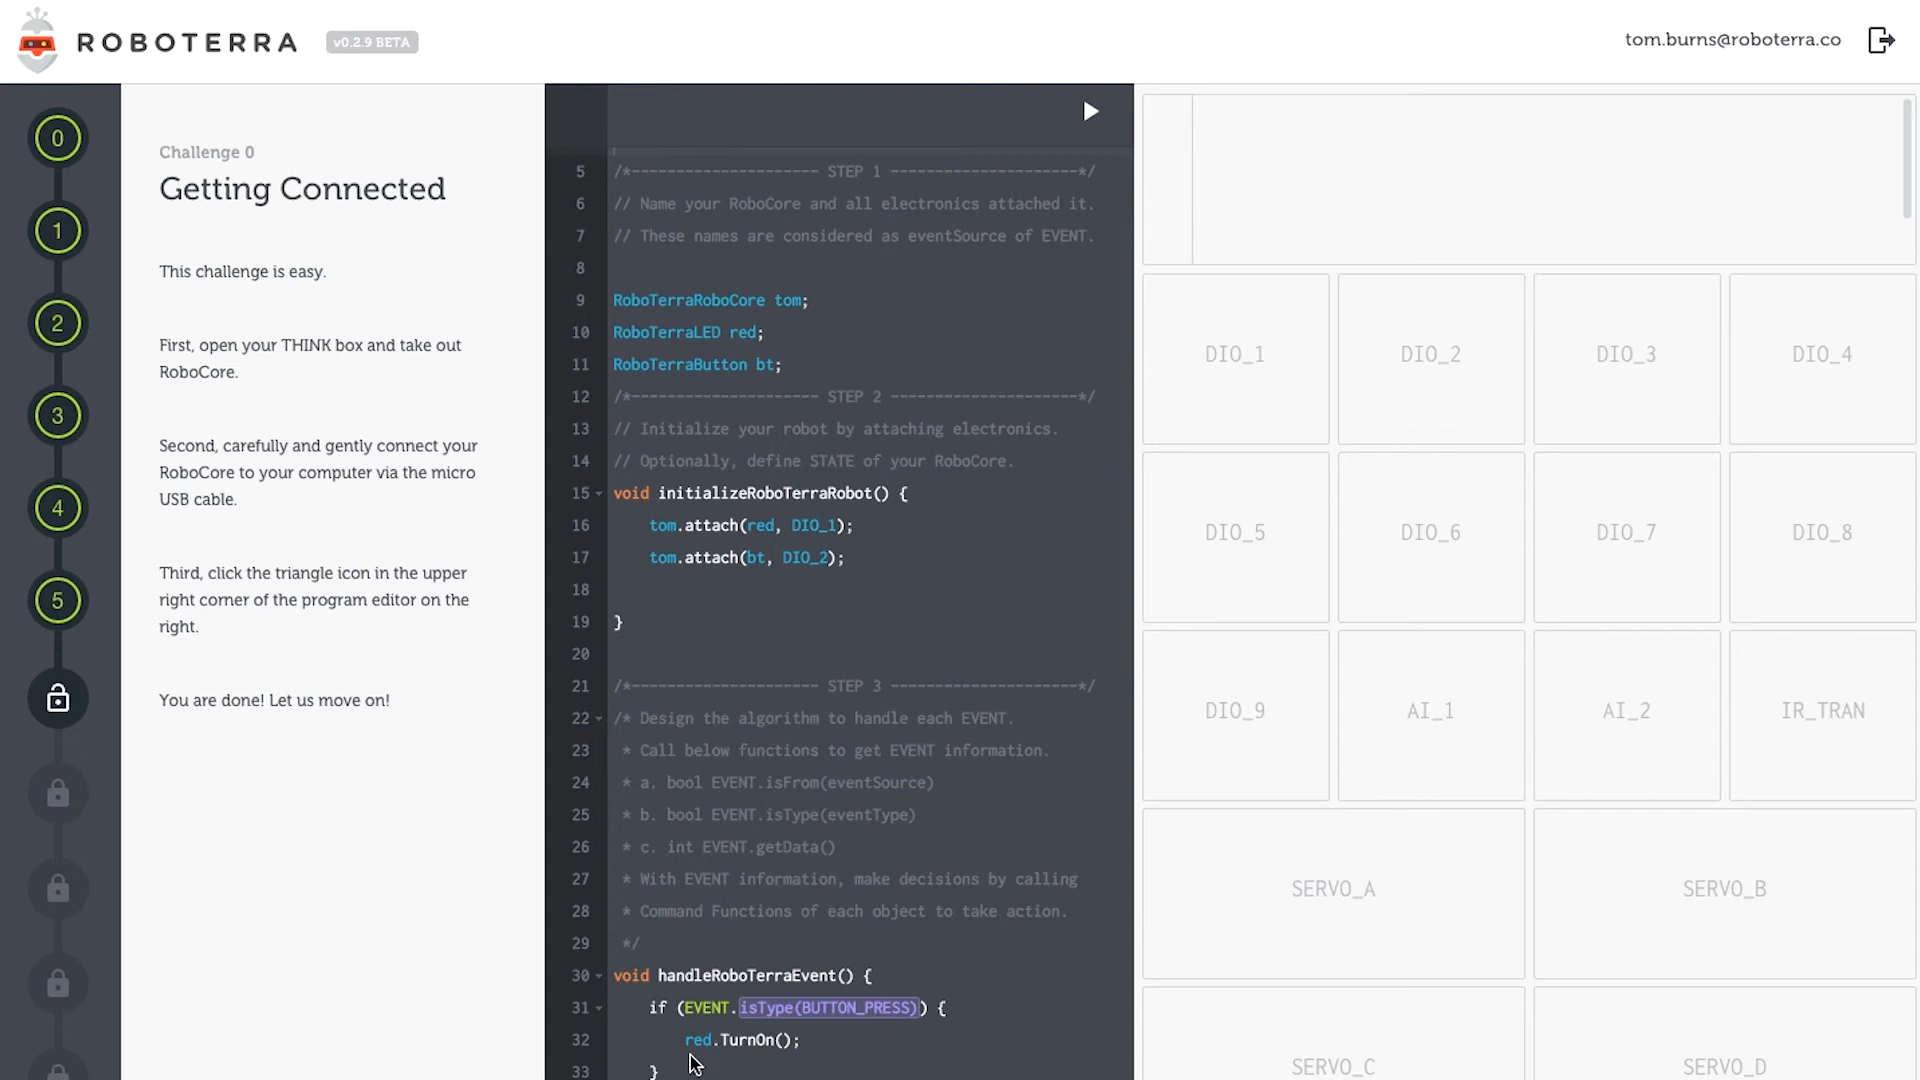 ROBOTERRA
v0.2.9 BETA
tom.burns@roboterra.co
0
1
2
3
4
5
Challenge 0
Getting Connected
This challenge is easy.
First, open your THINK box and take out
RoboCore.
Second, carefully and gently connect your
RoboCore to your computer via the micro
USB cable.
Third, click the triangle icon in the upper
right corner of the program editor on the
right.
You are done! Let us move on!
5 /*--------------------- STEP 1 ---------------------*/
6 // Name your RoboCore and all electronics attached it.
7 // These names are considered as eventSource of EVENT.
8
9 RoboTerraRoboCore tom;
10 RoboTerraLED red;
11 RoboTerraButton bt;
12 /*--------------------- STEP 2 ---------------------*/
13 // Initialize your robot by attaching electronics.
14 // Optionally, define STATE of your RoboCore.
15 void initializeRoboTerraRobot() {
16 tom.attach(red, DIO_1);
17 tom.attach(bt, DIO_2);
18
19 }
20
21 /*--------------------- STEP 3 ---------------------*/
22 /* Design the algorithm to handle each EVENT.
23 * Call below functions to get EVENT information.
24 * a. bool EVENT.isFrom(eventSource)
25 * b. bool EVENT.isType(eventType)
26 * c. int EVENT.getData()
27 * With EVENT information, make decisions by calling
28 * Command Functions of each object to take action.
29 */
30 void handleRoboTerraEvent() {
31 if (EVENT.isType(BUTTON_PRESS)) {
32 red.TurnOn();
33 }
DIO_1 DIO_2 DIO_3 DIO_4
DIO_5 DIO_6 DIO_7 DIO_8
DIO_9 AI_1 AI_2 IR_TRAN
SERVO_A SERVO_B
SERVO_C SERVO_D